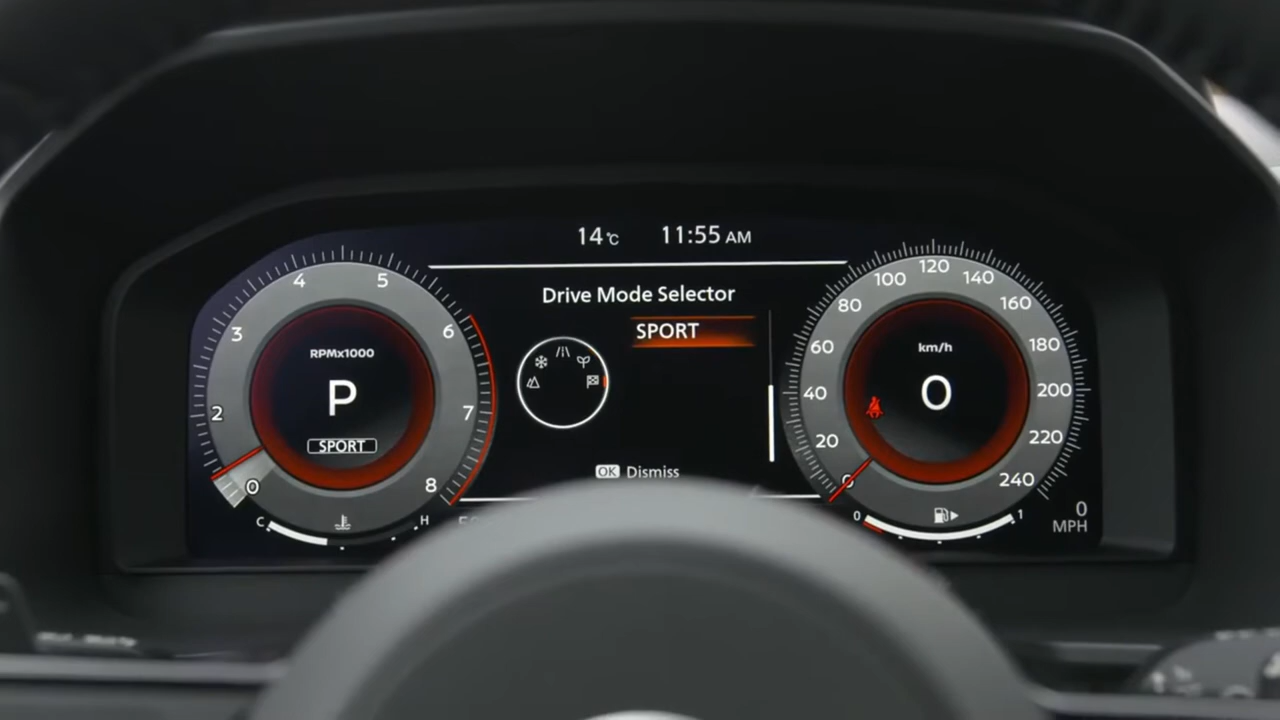 14°C 11:55 AM
Drive Mode Selector
SPORT
OK Dismiss
RPMx1000
P
SPORT
0
2
3
4
5
6
7
8
C H
km/h
0
0
20
40
60
80
100
120
140
160
180
200
220
240
0 1
0
MPH